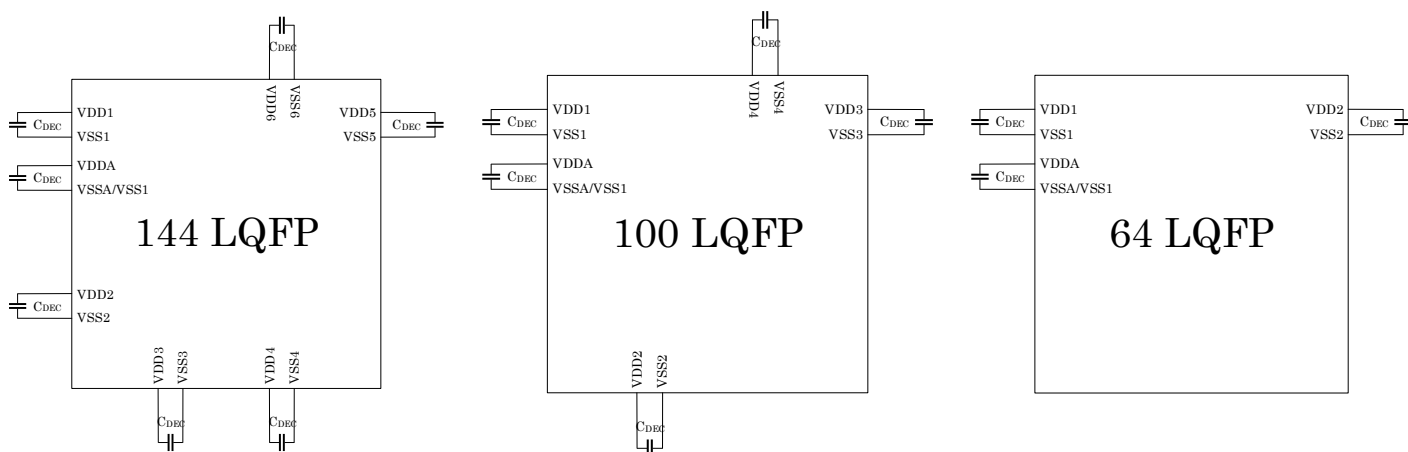 CDEC
VDD6
VSS6
CDEC
VDD1
VSS1
VDD5
VSS5
CDEC
CDEC
VDDA
VSSA/VSS1
144 LQFP
CDEC
VDD2
VSS2
VDD3
VSS3
VDD4
VSS4
CDEC
CDEC
CDEC
VDD4
VSS4
CDEC
VDD1
VSS1
VDD3
VSS3
CDEC
CDEC
VDDA
VSSA/VSS1
100 LQFP
VDD2
VSS2
CDEC
CDEC
VDD1
VSS1
VDD2
VSS2
CDEC
CDEC
VDDA
VSSA/VSS1
64 LQFP